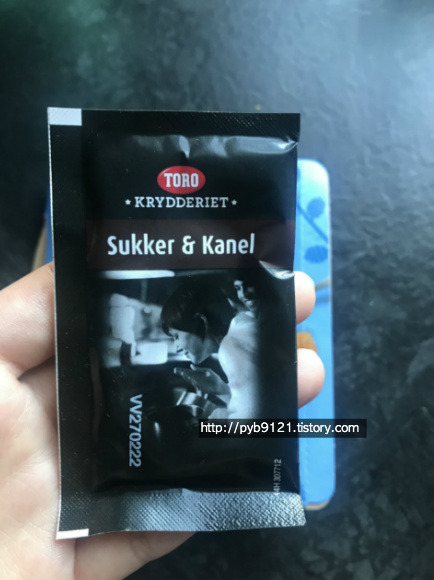 TORO
★ KRYDDERIET ★
Sukker & Kanel
VV270222
http://pyb9121.tistory.com